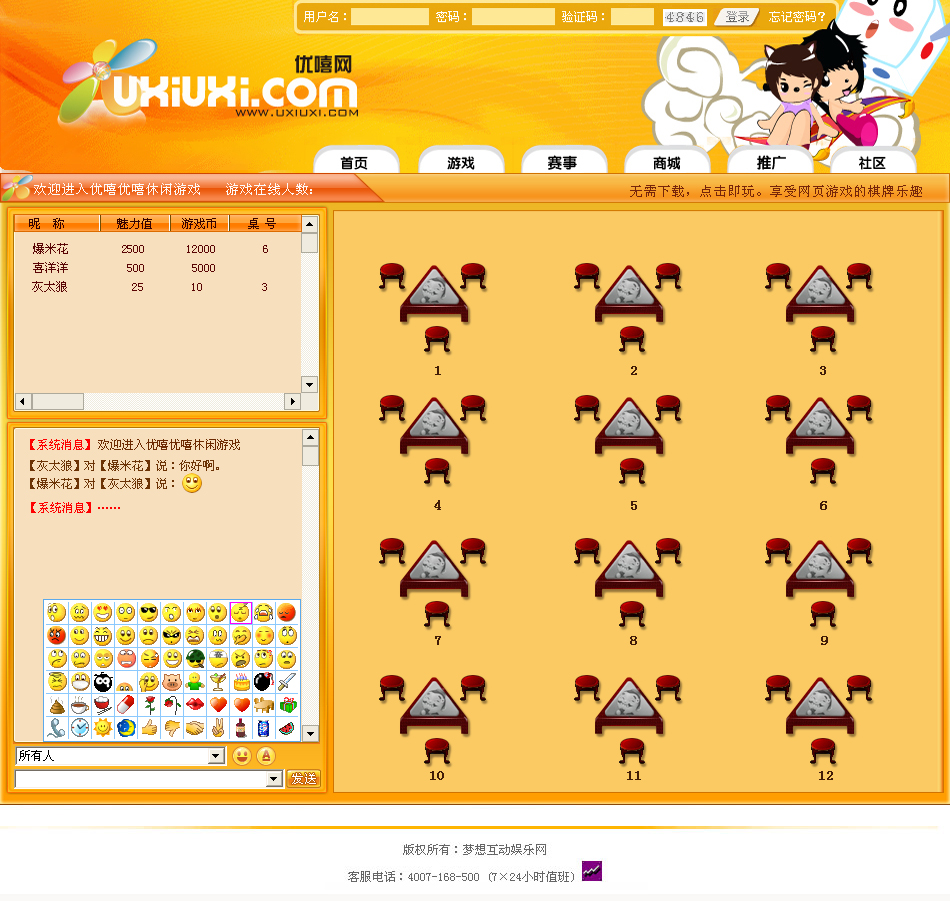 用户名： 密码： 验证码： 4846 登录 忘记密码?
优嘻网
UXIUXI.COM
WWW.UXIUXI.COM
首页 游戏 赛事 商城 推广 社区
欢迎进入优嘻优嘻休闲游戏 游戏在线人数：
无需下载，点击即玩。享受网页游戏的棋牌乐趣
昵 称 魅力值 游戏币 桌 号
爆米花 2500 12000 6
喜洋洋 500 5000
灰太狼 25 10 3
1 2 3
【系统消息】欢迎进入优嘻优嘻休闲游戏
【灰太狼】对【爆米花】说：你好啊。
【爆米花】对【灰太狼】说：
【系统消息】……
4 5 6
7 8 9
所有人
发送
10 11 12
版权所有：梦想互动娱乐网
客服电话：4007-168-500 (7×24小时值班)